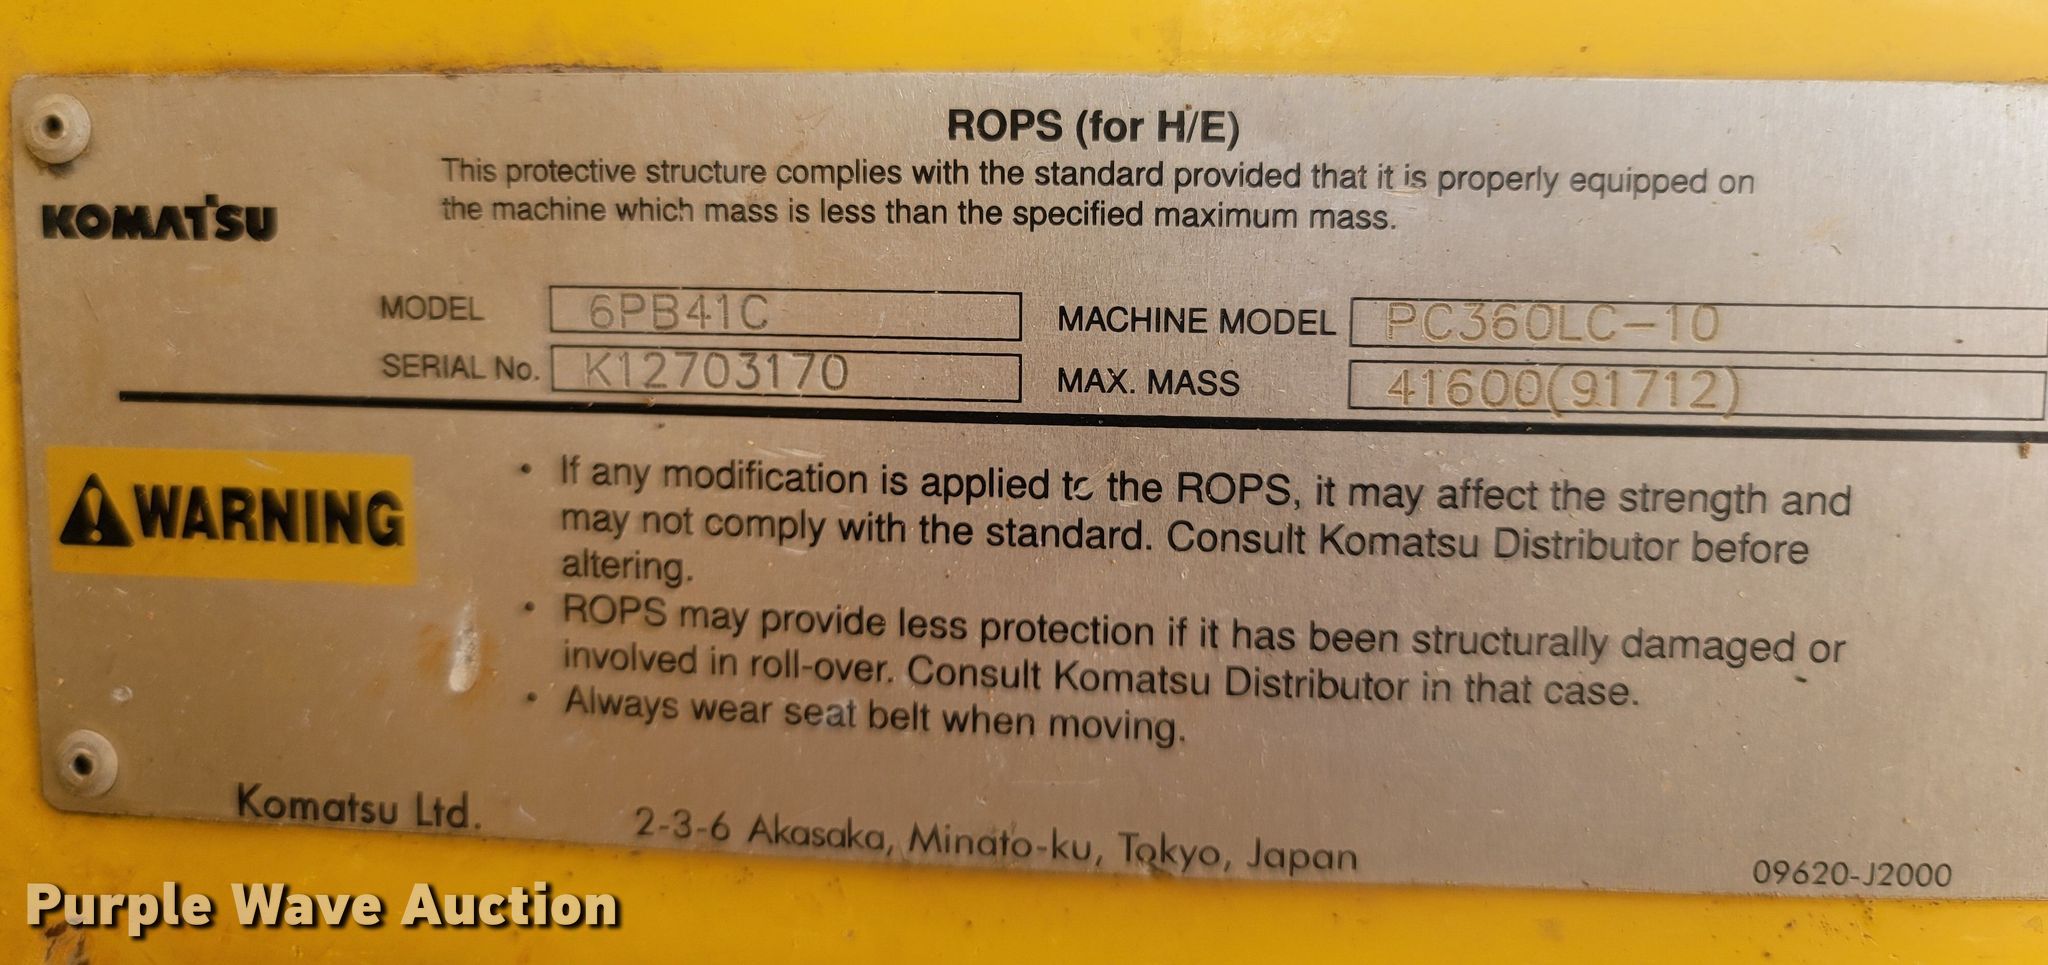 ROPS (for H/E)
This protective structure complies with the standard provided that it is properly equipped on
the machine which mass is less than the specified maximum mass.
KOMATSU
MODEL 6PB41C MACHINE MODEL PC360LC-10
SERIAL No. K12703170 MAX. MASS 41600(91712)
WARNING
• If any modification is applied to the ROPS, it may affect the strength and
may not comply with the standard. Consult Komatsu Distributor before
altering.
• ROPS may provide less protection if it has been structurally damaged or
involved in roll-over. Consult Komatsu Distributor in that case.
• Always wear seat belt when moving.
Komatsu Ltd. 2-3-6 Akasaka, Minato-ku, Tokyo, Japan
09620-J2000
Purple Wave Auction